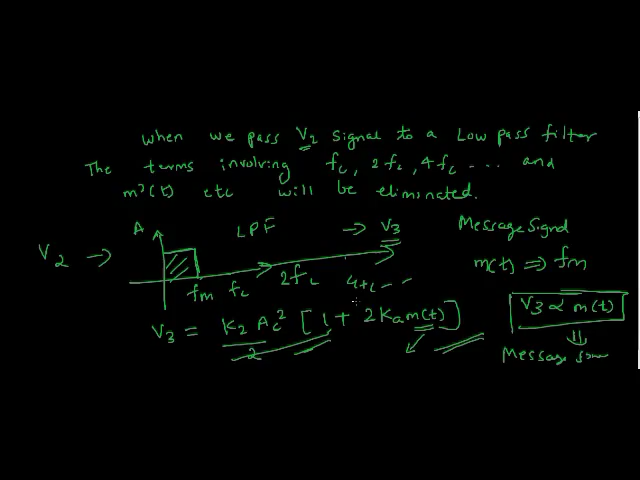 When we pass V2 signal to a Low pass filter
The terms involving fc, 2fc, 4fc ... and
m²(t) etc will be eliminated.
A LPF → V3 Message Signal
V2 → m(t) ⇒ fm
fm fc 2fc 4fc - -
V3 = K2 Ac² / 2 [1 + 2Ka m(t)] V3 ∝ m(t)
Message